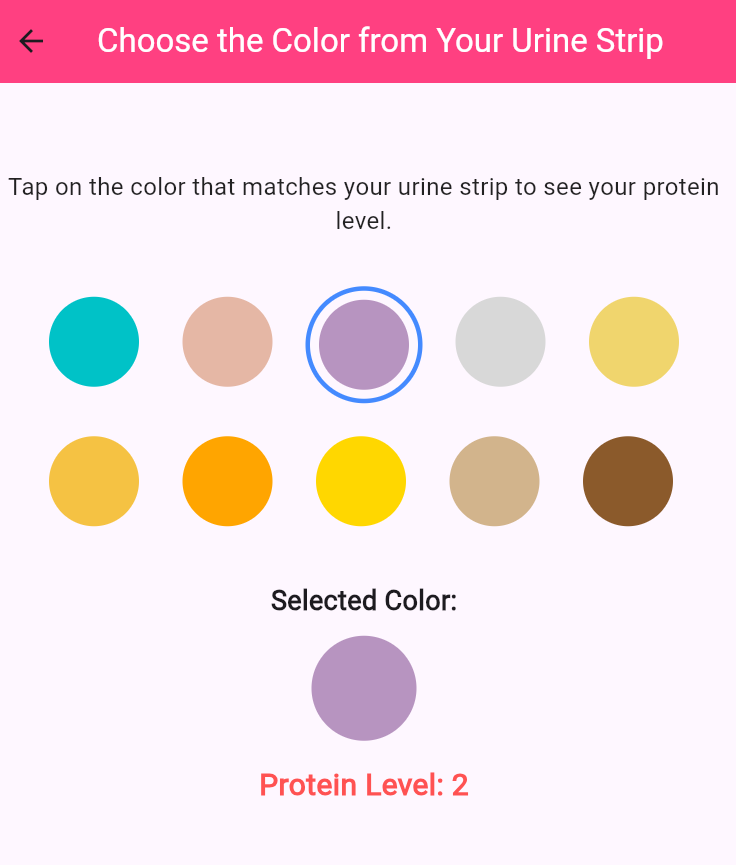 Choose the Color from Your Urine Strip
Tap on the color that matches your urine strip to see your protein
level.
Selected Color:
Protein Level: 2